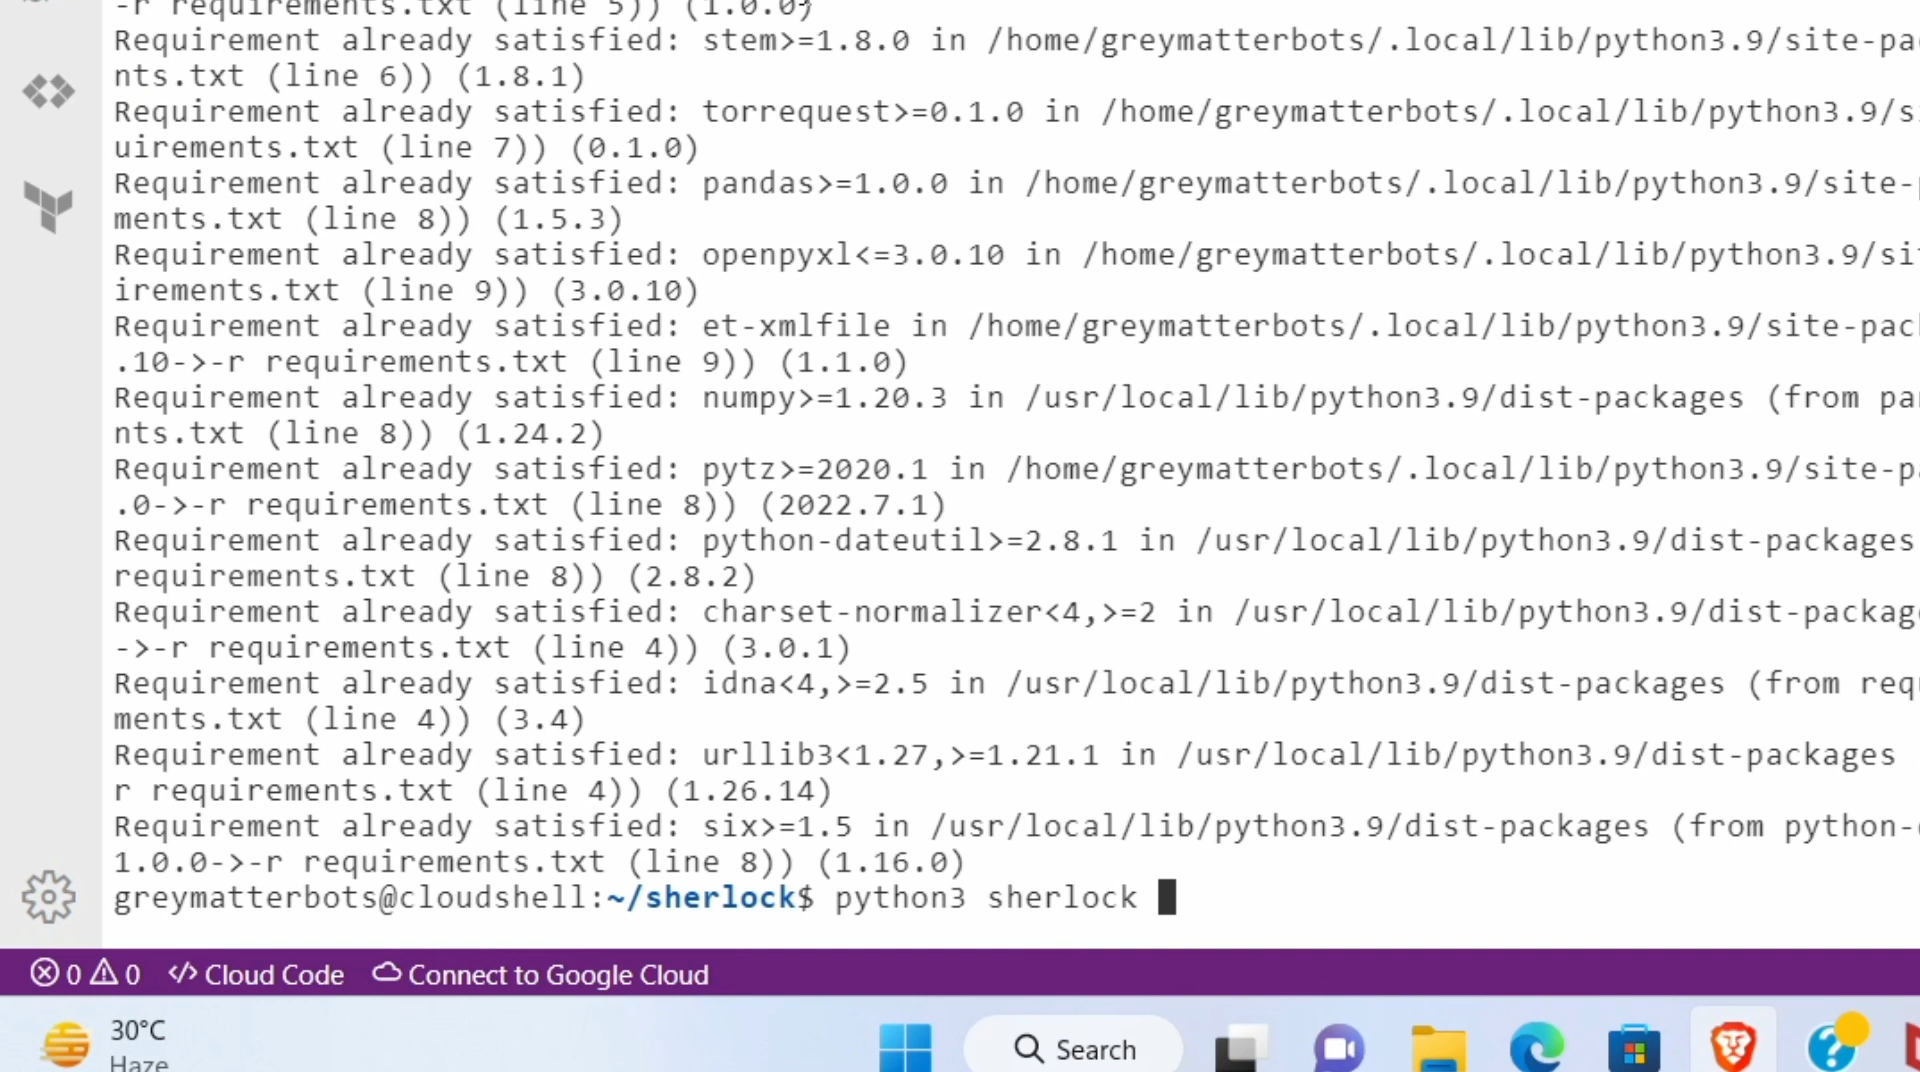 -r requirements.txt (line 5)) (1.0.0)
Requirement already satisfied: stem>=1.8.0 in /home/greymatterbots/.local/lib/python3.9/site-pa
nts.txt (line 6)) (1.8.1)
Requirement already satisfied: torrequest>=0.1.0 in /home/greymatterbots/.local/lib/python3.9/s
uirements.txt (line 7)) (0.1.0)
Requirement already satisfied: pandas>=1.0.0 in /home/greymatterbots/.local/lib/python3.9/site-
ments.txt (line 8)) (1.5.3)
Requirement already satisfied: openpyxl<=3.0.10 in /home/greymatterbots/.local/lib/python3.9/si
irements.txt (line 9)) (3.0.10)
Requirement already satisfied: et-xmlfile in /home/greymatterbots/.local/lib/python3.9/site-pac
.10->-r requirements.txt (line 9)) (1.1.0)
Requirement already satisfied: numpy>=1.20.3 in /usr/local/lib/python3.9/dist-packages (from pa
nts.txt (line 8)) (1.24.2)
Requirement already satisfied: pytz>=2020.1 in /home/greymatterbots/.local/lib/python3.9/site-p
.0->-r requirements.txt (line 8)) (2022.7.1)
Requirement already satisfied: python-dateutil>=2.8.1 in /usr/local/lib/python3.9/dist-packages
requirements.txt (line 8)) (2.8.2)
Requirement already satisfied: charset-normalizer<4,>=2 in /usr/local/lib/python3.9/dist-package
->-r requirements.txt (line 4)) (3.0.1)
Requirement already satisfied: idna<4,>=2.5 in /usr/local/lib/python3.9/dist-packages (from req
ments.txt (line 4)) (3.4)
Requirement already satisfied: urllib3<1.27,>=1.21.1 in /usr/local/lib/python3.9/dist-packages
r requirements.txt (line 4)) (1.26.14)
Requirement already satisfied: six>=1.5 in /usr/local/lib/python3.9/dist-packages (from python-
1.0.0->-r requirements.txt (line 8)) (1.16.0)
greymatterbots@cloudshell:~/sherlock$ python3 sherlock
0 0 </> Cloud Code Connect to Google Cloud
30°C
Haze
Search